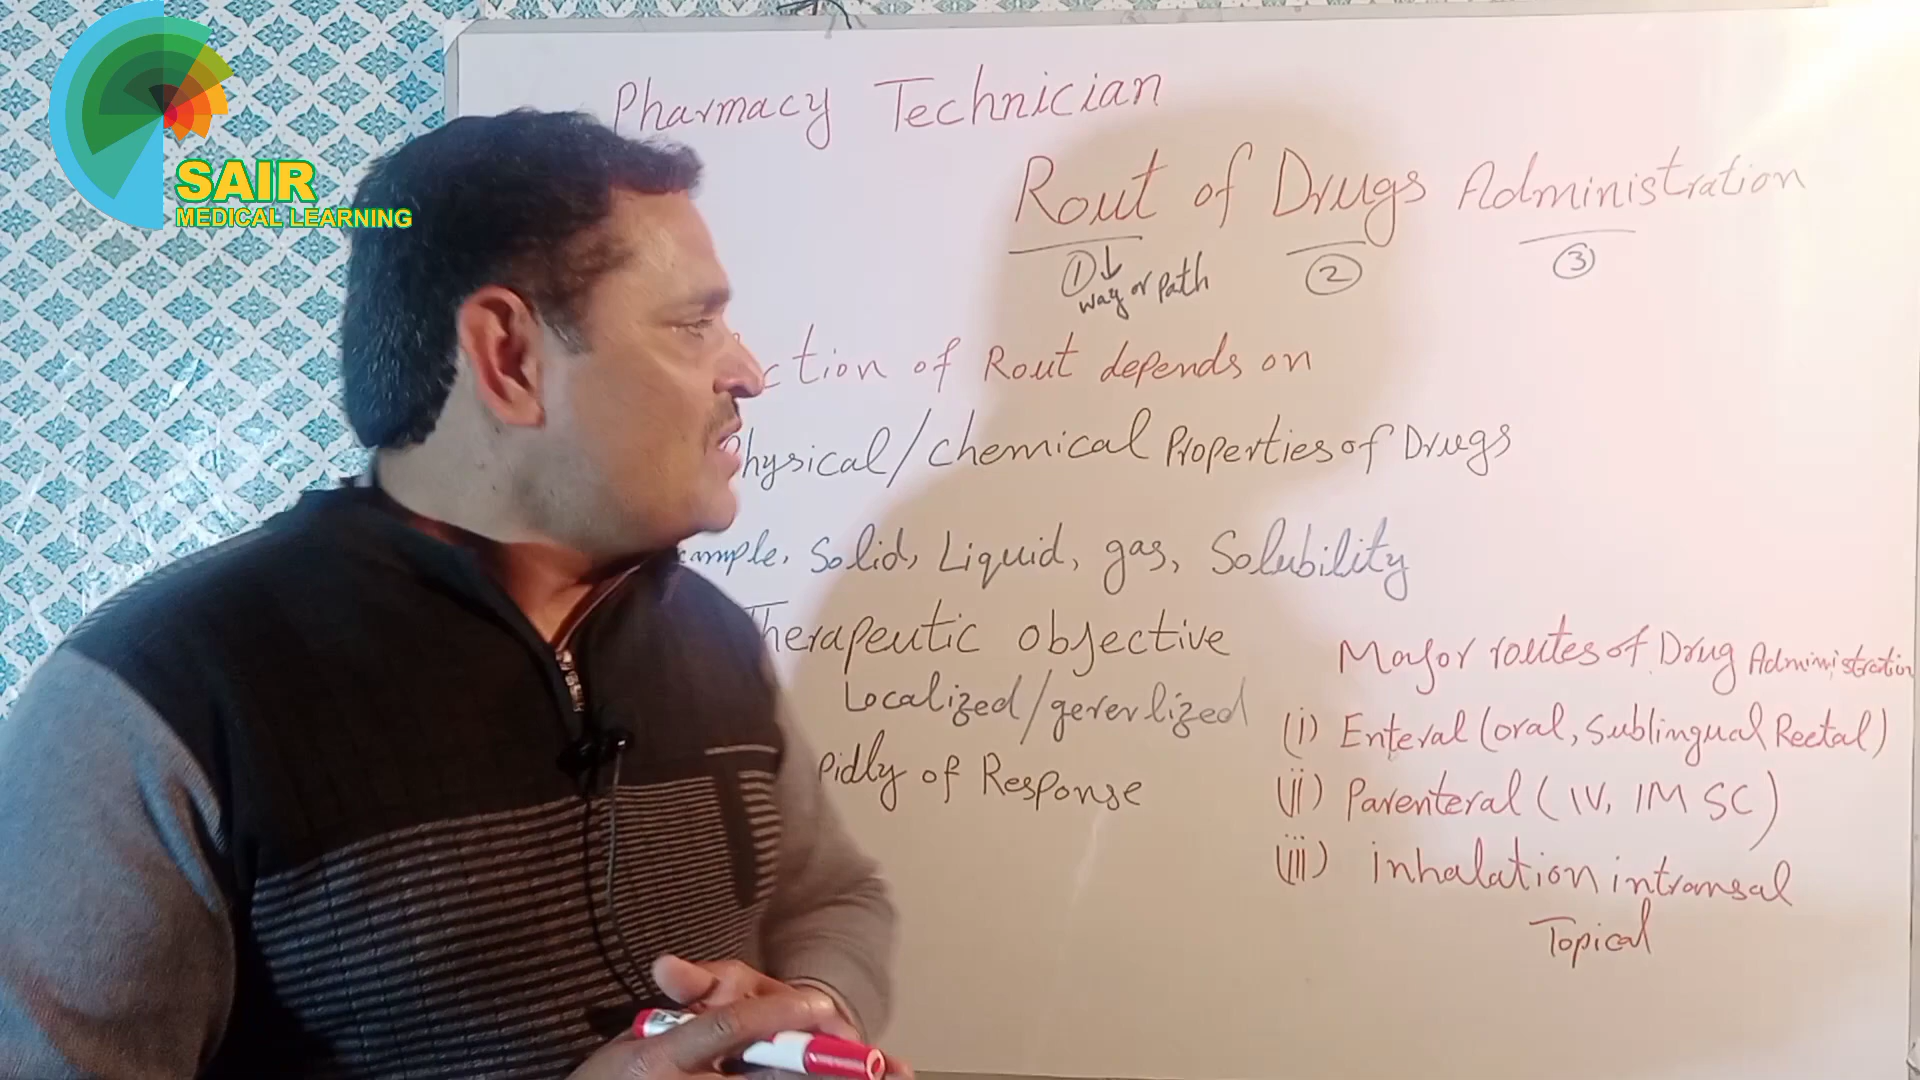 SAIR
MEDICAL LEARNING
Pharmacy Technician
Rout of Drugs Administration
1 ↓ 2 3
way or path
ction of Rout depends on
hysical/chemical Properties of Drugs
ample, Solid, Liquid, gas, Solubility
Therapeutic objective
Localized/generlized
pidly of Response
Major routes of Drug Administration
(i) Enteral (oral, Sublingual Rectal)
(ii) Parenteral (IV, IM SC)
(iii) inhalation intransal
Topical